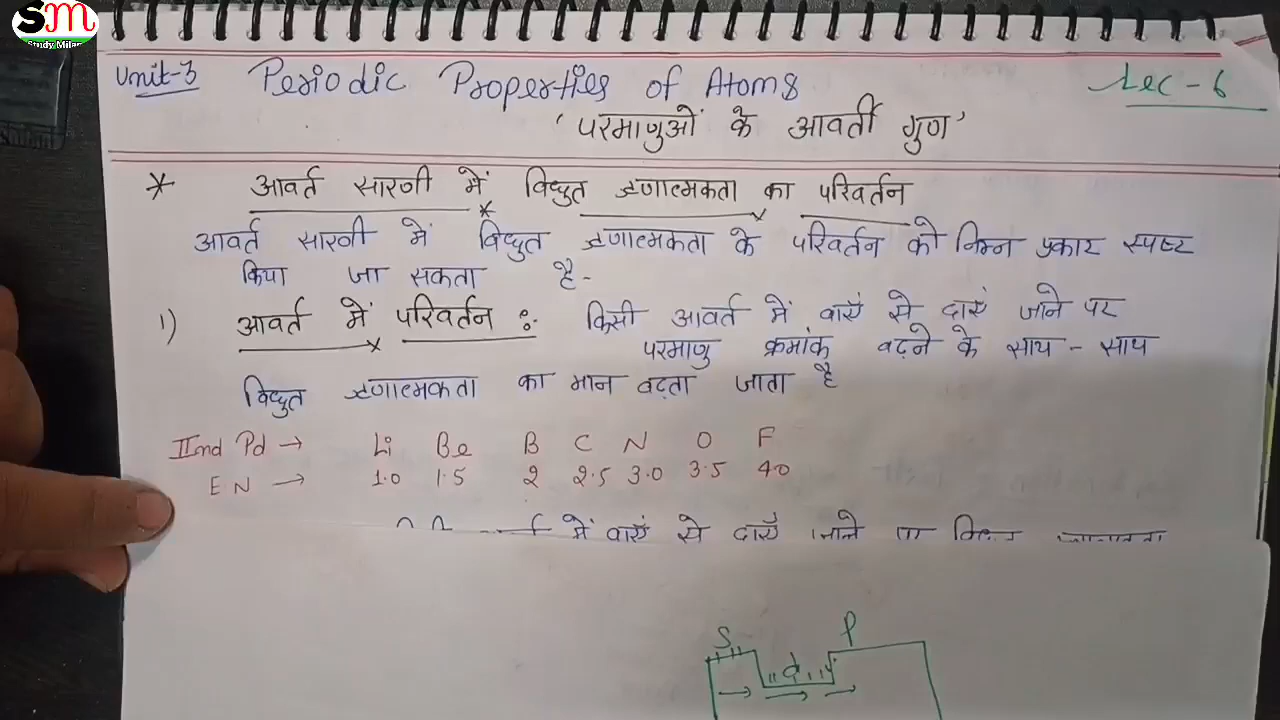 SM
Study Milan
Unit-3 Periodic Properties of Atoms Lec-6
'परमाणुओं के आवर्ती गुण'
* आवर्त सारणी में विद्युत ऋणात्मकता का परिवर्तन
आवर्त सारणी में विद्युत ऋणात्मकता के परिवर्तन को निम्न प्रकार स्पष्ट
किया जा सकता है -
1) आवर्त में परिवर्तन :- किसी आवर्त में बाएं से दाएं जाने पर
परमाणु क्रमांक बढ़ने के साथ-साथ
विद्युत ऋणात्मकता का मान बढ़ता जाता है
IInd Pd → Li Be B C N O F
EN → 1.0 1.5 2 2.5 3.0 3.5 4.0
में बाएं से दाएं जाने
S P
d